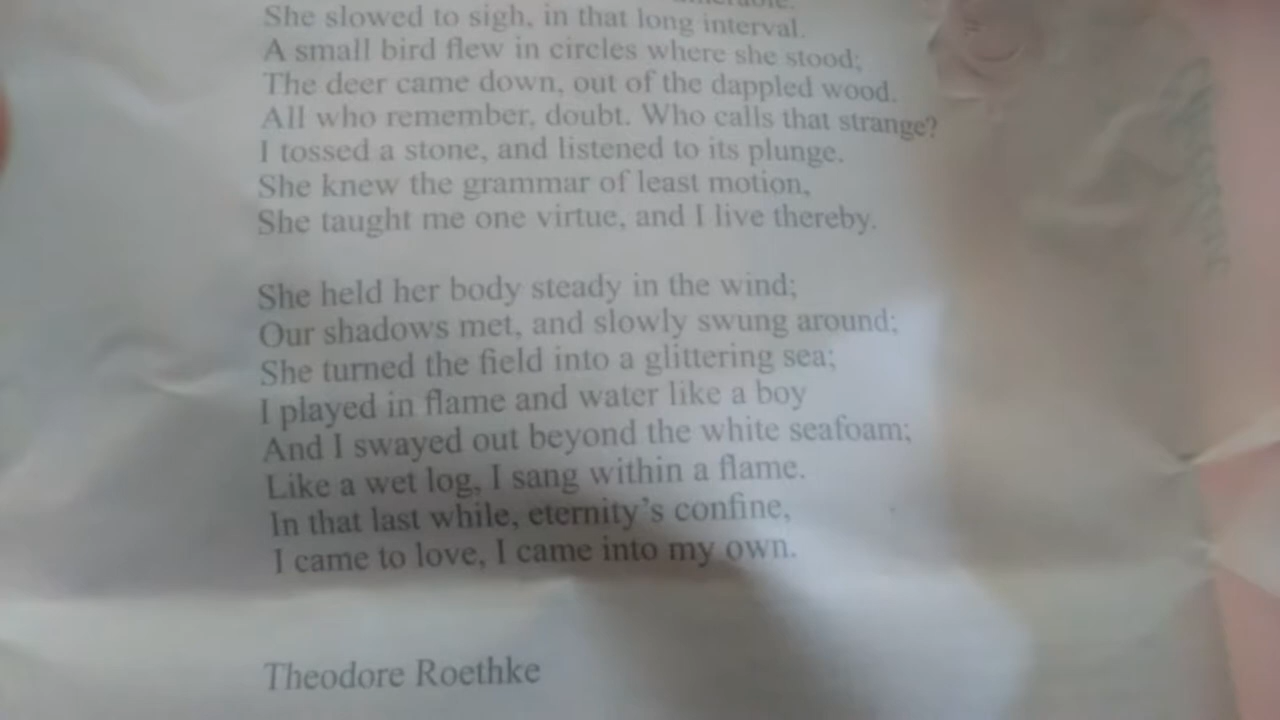 She slowed to sigh, in that long interval.
A small bird flew in circles where she stood;
The deer came down, out of the dappled wood.
All who remember, doubt. Who calls that strange?
I tossed a stone, and listened to its plunge.
She knew the grammar of least motion,
She taught me one virtue, and I live thereby.
She held her body steady in the wind;
Our shadows met, and slowly swung around;
She turned the field into a glittering sea;
I played in flame and water like a boy
And I swayed out beyond the white seafoam;
Like a wet log, I sang within a flame.
In that last while, eternity's confine,
I came to love, I came into my own.
Theodore Roethke